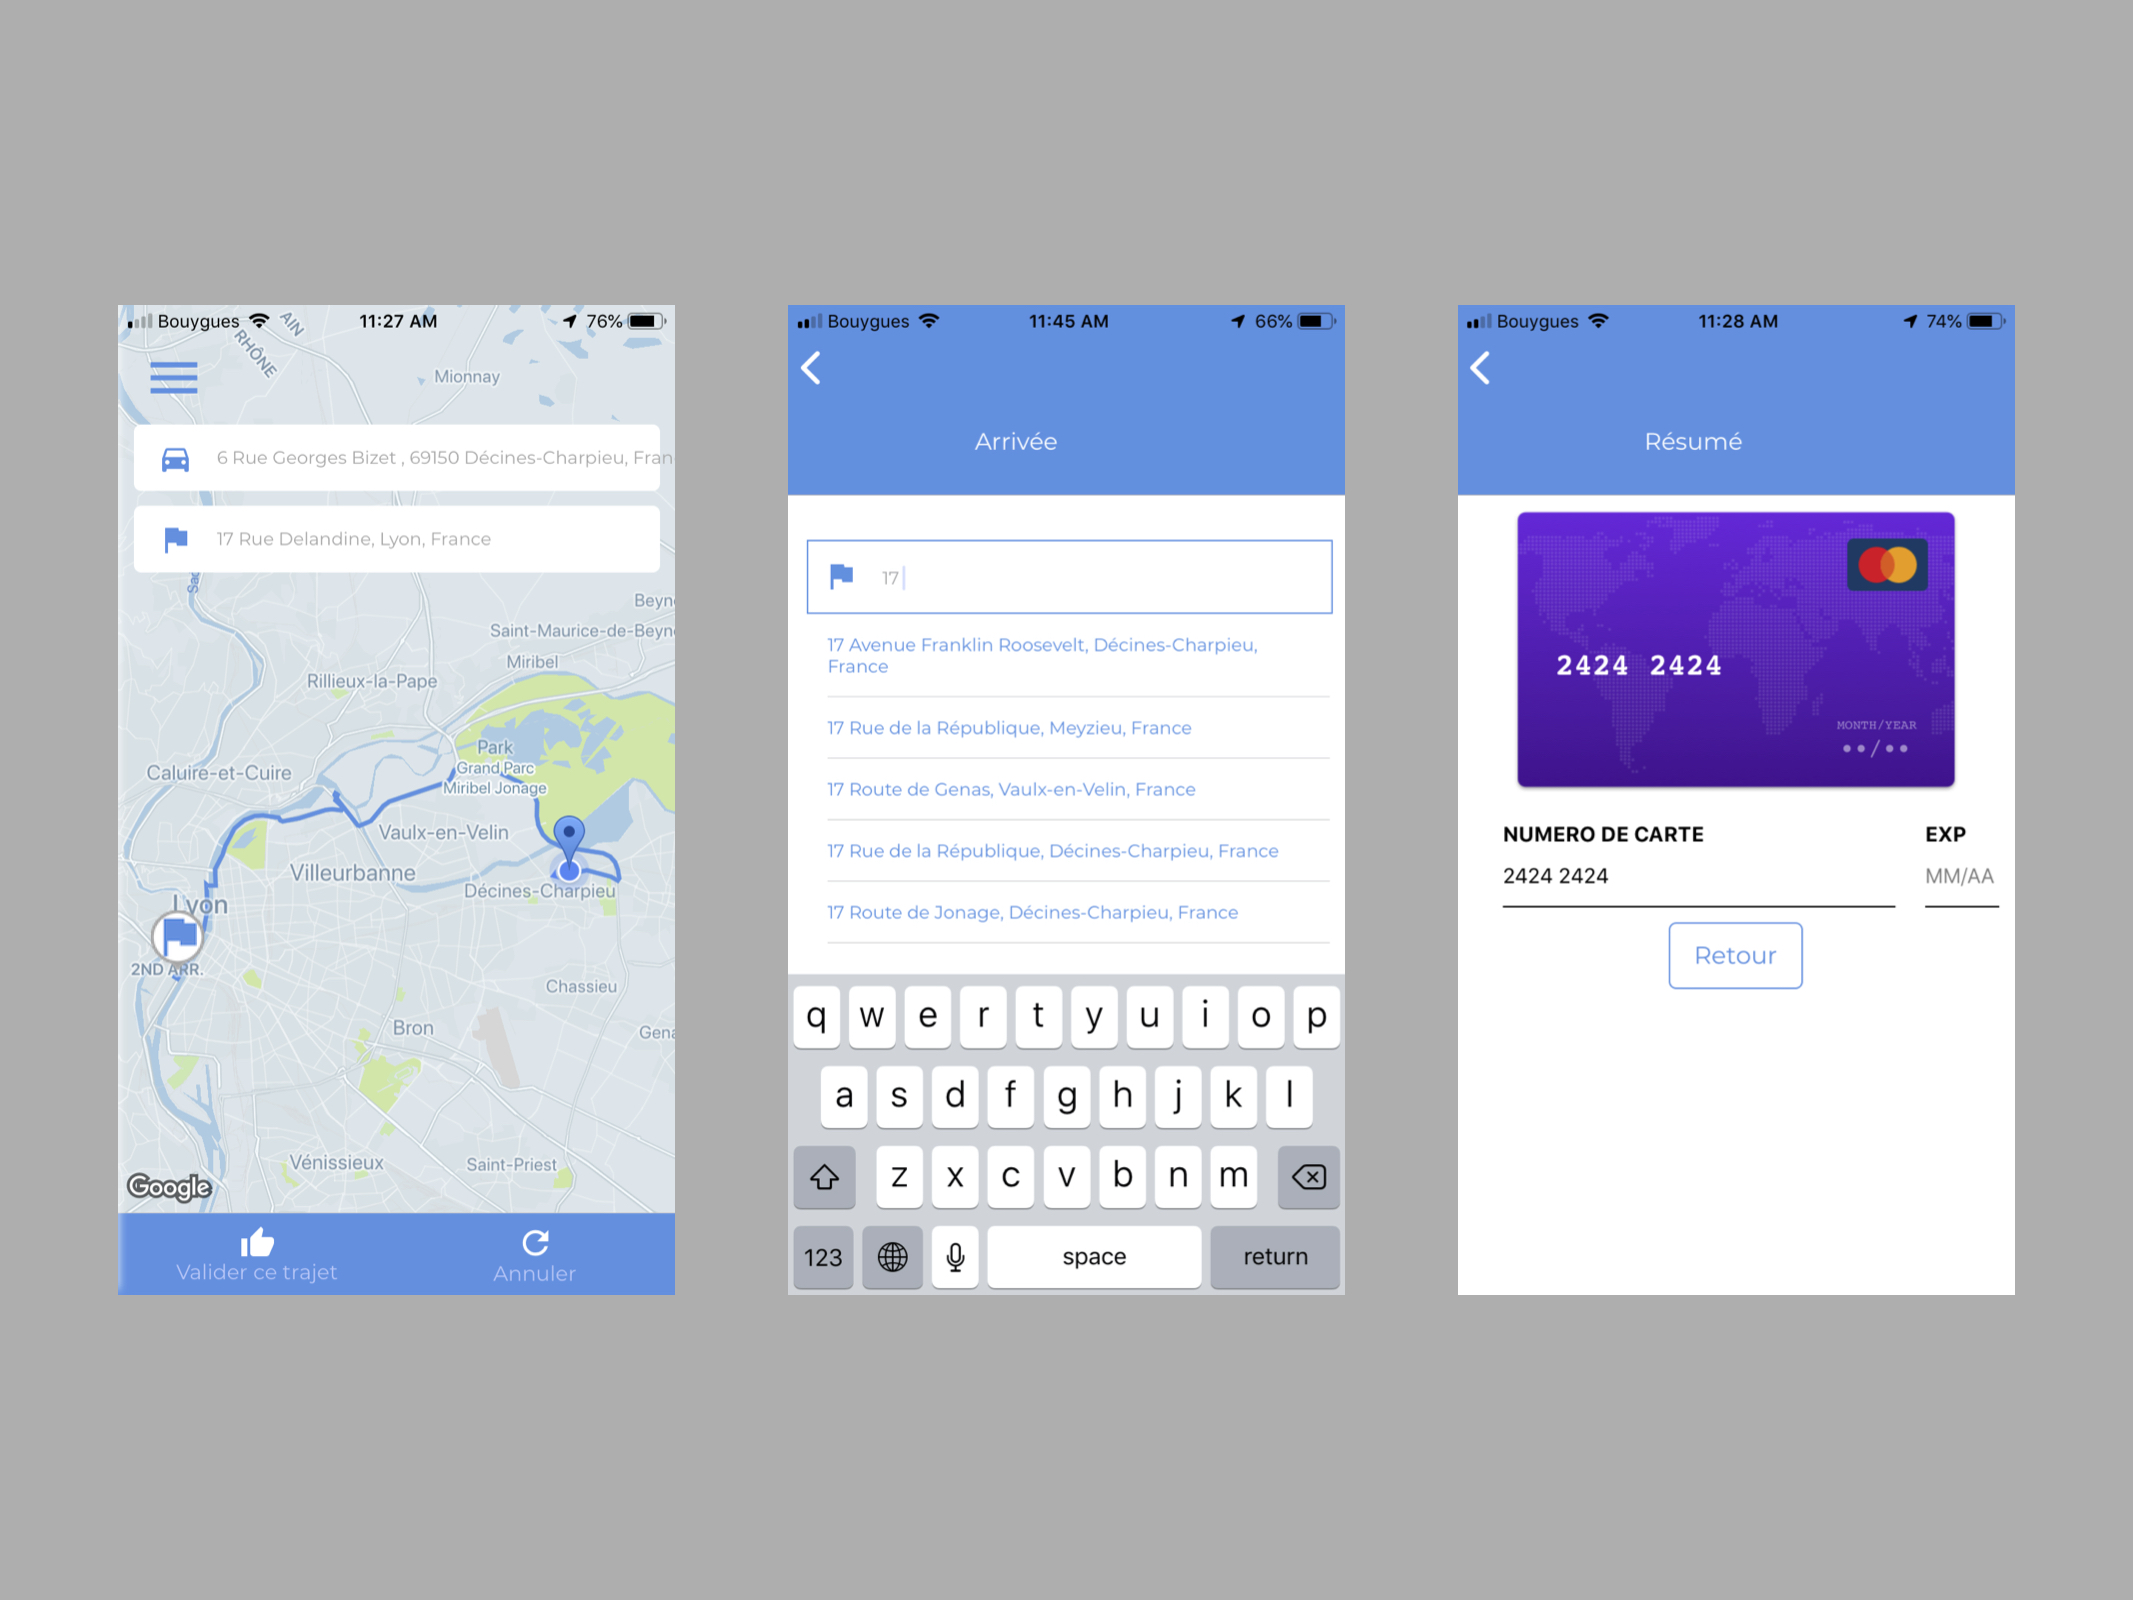 Bouygues 11:27 AM 76%
AIN
RHÔNE
Mionnay
6 Rue Georges Bizet , 69150 Décines-Charpieu, Fran
17 Rue Delandine, Lyon, France
Beyn
Saint-Maurice-de-Beyn
Miribel
Rillieux-la-Pape
Park
Grand Parc
Miribel Jonage
Caluire-et-Cuire
Vaulx-en-Velin
Villeurbanne
Décines-Charpieu
Lyon
2ND ARR.
Chassieu
Bron
Gena
Vénissieux
Saint-Priest
Google
Valider ce trajet
Annuler
Bouygues 11:45 AM 66%
Arrivée
17
17 Avenue Franklin Roosevelt, Décines-Charpieu,
France
17 Rue de la République, Meyzieu, France
17 Route de Genas, Vaulx-en-Velin, France
17 Rue de la République, Décines-Charpieu, France
17 Route de Jonage, Décines-Charpieu, France
q w e r t y u i o p
a s d f g h j k l
z x c v b n m
123 space return
Bouygues 11:28 AM 74%
Résumé
2424 2424
MONTH/YEAR
••/••
NUMERO DE CARTE EXP
2424 2424 MM/AA
Retour